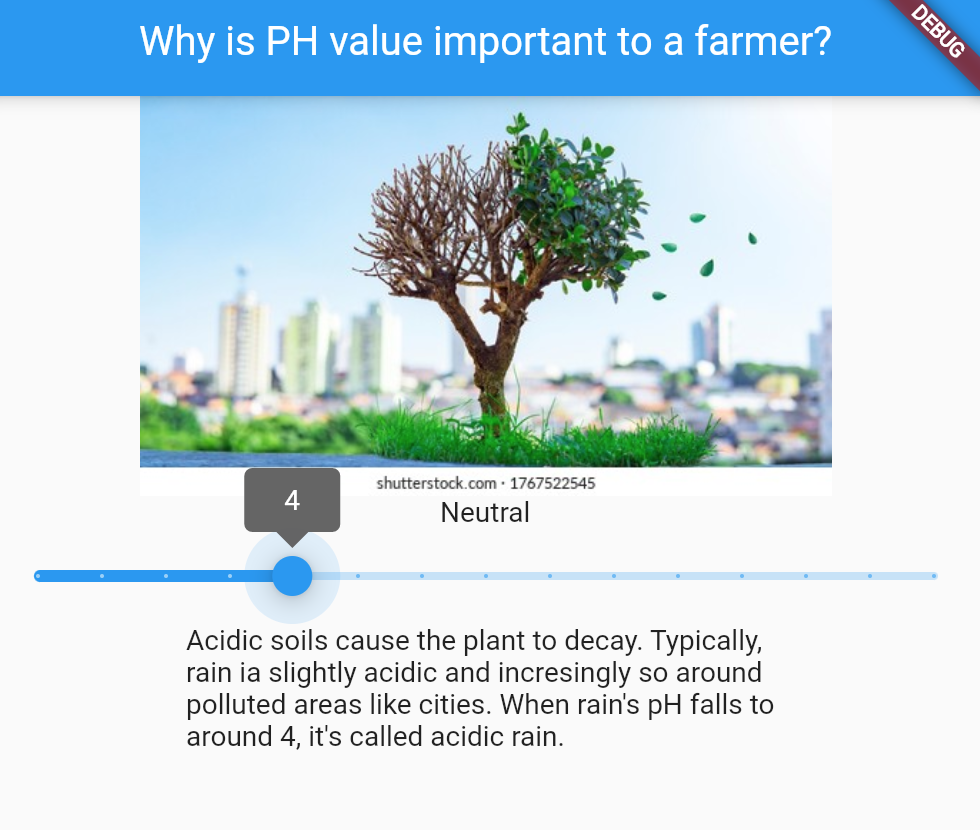 Why is PH value important to a farmer?
DEBUG
shutterstock.com · 1767522545
Neutral
4
Acidic soils cause the plant to decay. Typically,
rain ia slightly acidic and incresingly so around
polluted areas like cities. When rain's pH falls to
around 4, it's called acidic rain.